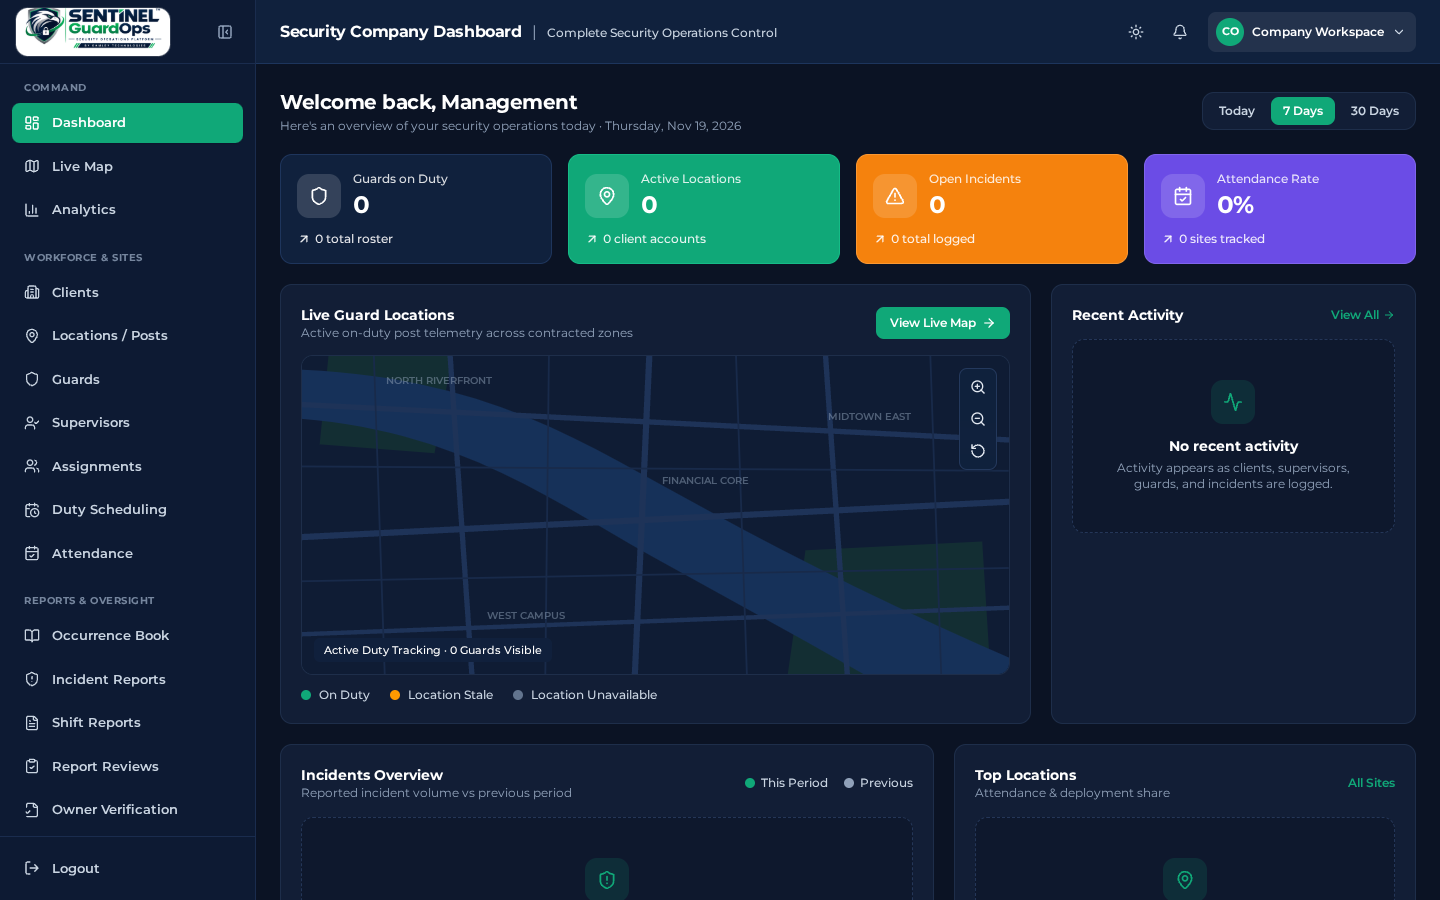 SENTINEL
GuardOps
SECURITY OPERATIONS PLATFORM
Security Company Dashboard | Complete Security Operations Control
CO Company Workspace
COMMAND
Dashboard
Live Map
Analytics
WORKFORCE & SITES
Clients
Locations / Posts
Guards
Supervisors
Assignments
Duty Scheduling
Attendance
REPORTS & OVERSIGHT
Occurrence Book
Incident Reports
Shift Reports
Report Reviews
Owner Verification
Logout
Welcome back, Management
Here's an overview of your security operations today · Thursday, Nov 19, 2026
Today 7 Days 30 Days
Guards on Duty
0
0 total roster
Active Locations
0
0 client accounts
Open Incidents
0
0 total logged
Attendance Rate
0%
0 sites tracked
Live Guard Locations
Active on-duty post telemetry across contracted zones
View Live Map
NORTH RIVERFRONT
MIDTOWN EAST
FINANCIAL CORE
WEST CAMPUS
Active Duty Tracking · 0 Guards Visible
On Duty Location Stale Location Unavailable
Recent Activity
View All
No recent activity
Activity appears as clients, supervisors,
guards, and incidents are logged.
Incidents Overview
Reported incident volume vs previous period
This Period Previous
Top Locations
Attendance & deployment share
All Sites